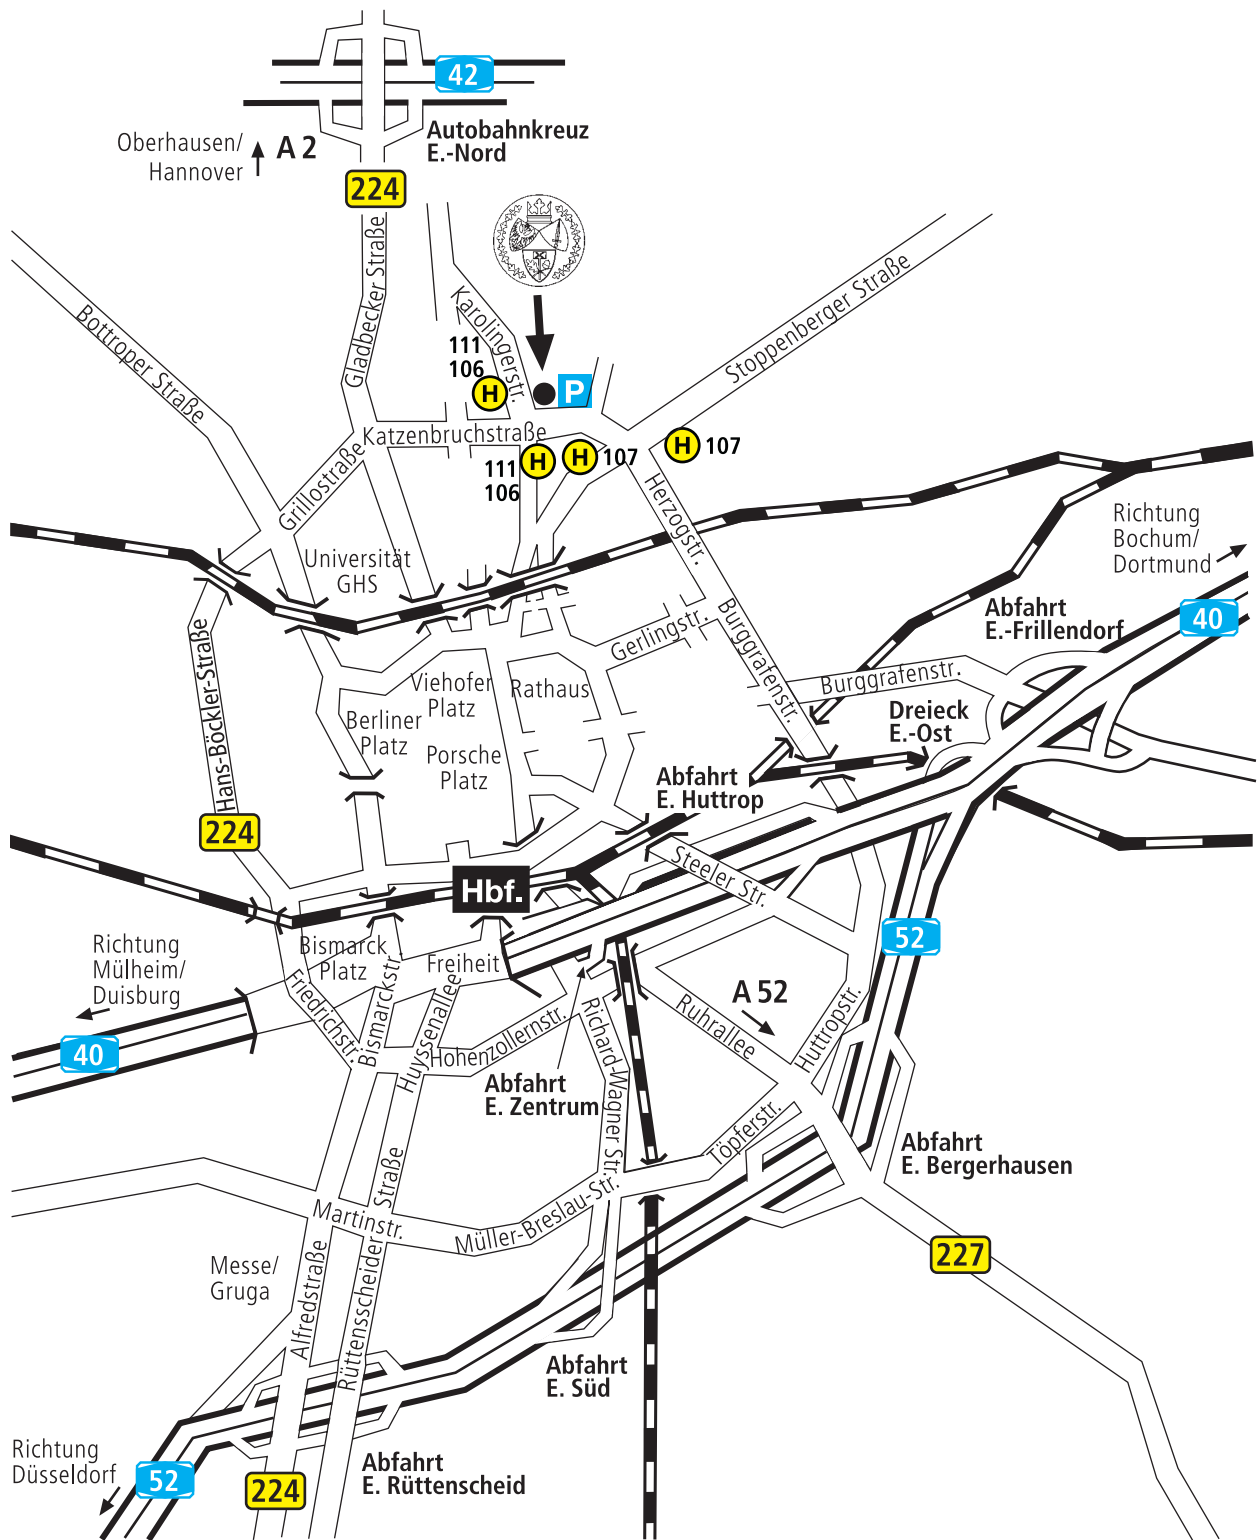 42
Autobahnkreuz
E.-Nord
Oberhausen/
Hannover
A 2
224
Gladbecker Straße
Bottroper Straße
Karolingerstr.
Stoppenberger Straße
111
106
H
P
Katzenbruchstraße
111
106
H
H
107
H
107
Grillostraße
Herzogstr.
Richtung
Bochum/
Dortmund
Universität
GHS
Abfahrt
E.-Frillendorf
40
Gerlingstr.
Burggrafenstr.
Burggrafenstr.
Hans-Böckler-Straße
Viehofer
Platz
Rathaus
Berliner
Platz
Dreieck
E.-Ost
Porsche
Platz
Abfahrt
E. Huttrop
224
Steeler Str.
Hbf.
52
Richtung
Mülheim/
Duisburg
Bismarck
Platz
Freiheit
40
Friedrichstr.
Bismarckstr.
Huyssenallee
Hohenzollernstr.
Richard-Wagner Str.
Ruhrallee
A 52
Huttropstr.
Abfahrt
E. Zentrum
Töpferstr.
Abfahrt
E. Bergerhausen
Martinstr.
Müller-Breslau-Str.
227
Messe/
Gruga
Alfredstraße
Rüttensscheider Straße
Abfahrt
E. Süd
Richtung
Düsseldorf
52
224
Abfahrt
E. Rüttenscheid